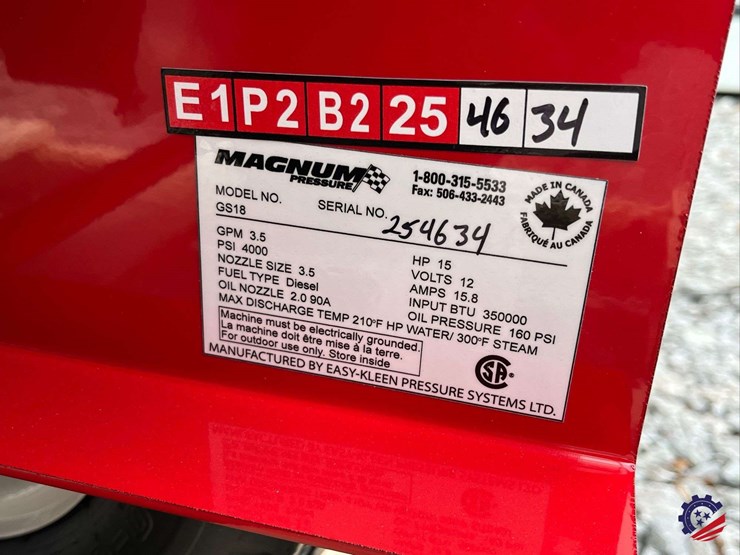 E1 P2 B2 25 46 34
MAGNUM
PRESSURE
1-800-315-5533
Fax: 506-433-2443
MADE IN CANADA
FABRIQUÉ AU CANADA
MODEL NO. SERIAL NO. 254634
GS18
GPM 3.5 HP 15
PSI 4000 VOLTS 12
NOZZLE SIZE 3.5 AMPS 15.8
FUEL TYPE Diesel INPUT BTU 350000
OIL NOZZLE 2.0 90A OIL PRESSURE 160 PSI
MAX DISCHARGE TEMP 210°F HP WATER/ 300°F STEAM
Machine must be electrically grounded.
La machine doit être mise à la terre.
For outdoor use only. Store inside
MANUFACTURED BY EASY-KLEEN PRESSURE SYSTEMS LTD.